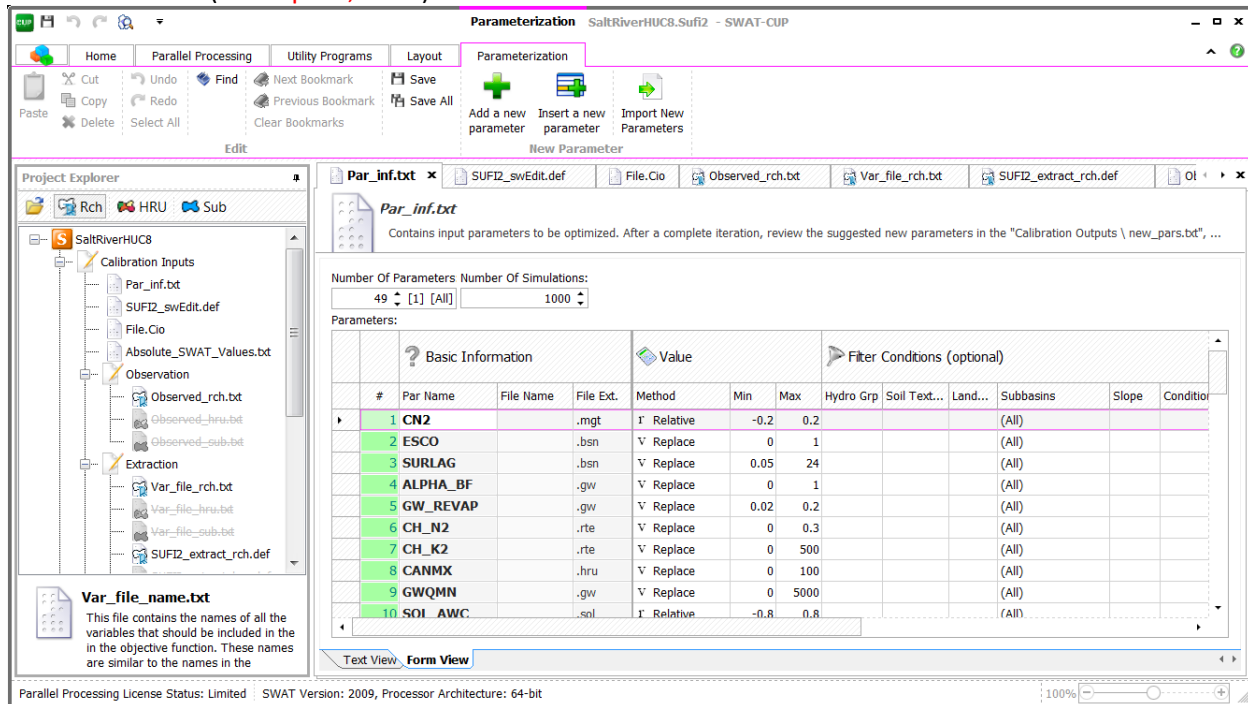 Parameterization SaltRiverHUC8.Sufi2 - SWAT-CUP
Home Parallel Processing Utility Programs Layout Parameterization
Paste
Cut
Copy
Delete
Undo
Redo
Select All
Find
Next Bookmark
Previous Bookmark
Clear Bookmarks
Save
Save All
Edit
Add a new parameter
Insert a new parameter
Import New Parameters
New Parameter
Project Explorer
Rch HRU Sub
SaltRiverHUC8
Calibration Inputs
Par_inf.txt
SUFI2_swEdit.def
File.Cio
Absolute_SWAT_Values.txt
Observation
Observed_rch.txt
Observed_hru.txt
Observed_sub.txt
Extraction
Var_file_rch.txt
Var_file_hru.txt
Var_file_sub.txt
SUFI2_extract_rch.def
Var_file_name.txt
This file contains the names of all the
variables that should be included in the
in the objective function. These names
are similar to the names in the
Par_inf.txt SUFI2_swEdit.def File.Cio Observed_rch.txt Var_file_rch.txt SUFI2_extract_rch.def
Par_inf.txt
Contains input parameters to be optimized. After a complete iteration, review the suggested new parameters in the "Calibration Outputs \ new_pars.txt", ...
Number Of Parameters Number Of Simulations:
49 [1] [All] 1000
Parameters:
? Basic Information Value Filter Conditions (optional)
# Par Name File Name File Ext. Method Min Max Hydro Grp Soil Text... Land... Subbasins Slope Condition
1 CN2 .mgt r Relative -0.2 0.2 (All)
2 ESCO .bsn v Replace 0 1 (All)
3 SURLAG .bsn v Replace 0.05 24 (All)
4 ALPHA_BF .gw v Replace 0 1 (All)
5 GW_REVAP .gw v Replace 0.02 0.2 (All)
6 CH_N2 .rte v Replace 0 0.3 (All)
7 CH_K2 .rte v Replace 0 500 (All)
8 CANMX .hru v Replace 0 100 (All)
9 GWQMN .gw v Replace 0 5000 (All)
10 SOL_AWC .sol r Relative -0.8 0.8 (All)
Text View Form View
Parallel Processing License Status: Limited SWAT Version: 2009, Processor Architecture: 64-bit 100%